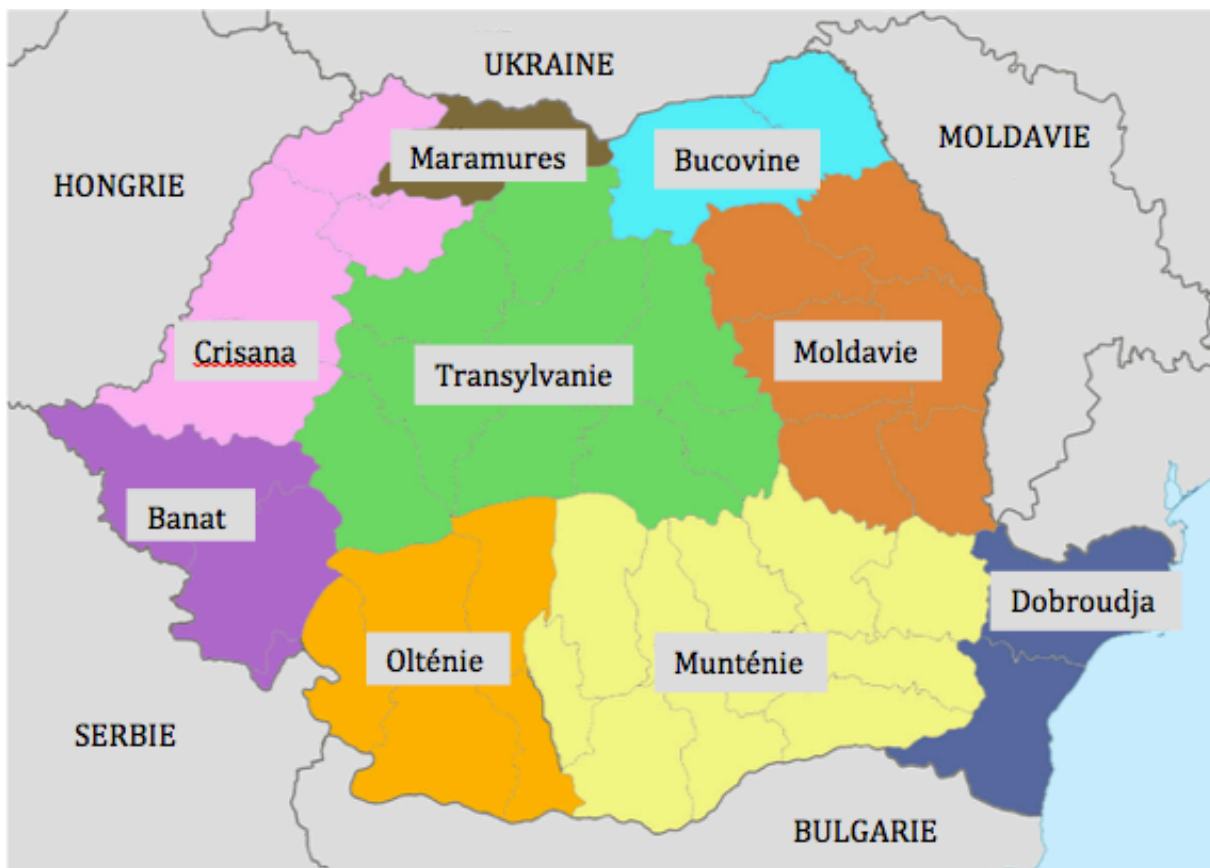 UKRAINE
MOLDAVIE
Maramures
Bucovine
HONGRIE
Crisana
Transylvanie
Moldavie
Banat
Dobroudja
Olténie
Munténie
SERBIE
BULGARIE